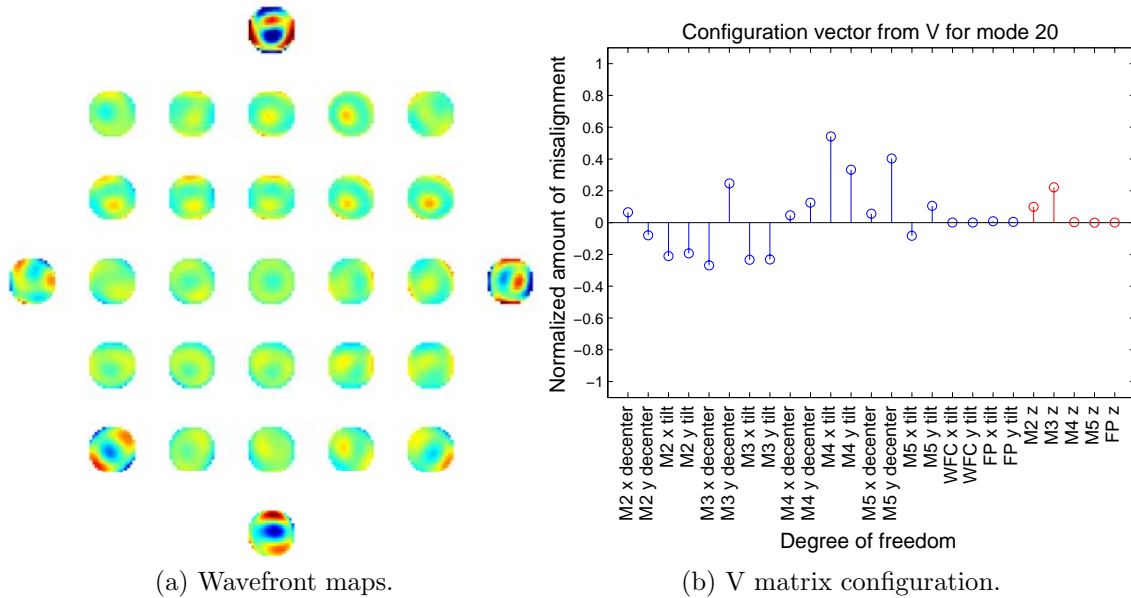 Configuration vector from V for mode 20
Normalized amount of misalignment
1
0.8
0.6
0.4
0.2
0
−0.2
−0.4
−0.6
−0.8
−1
M2 x decenter
M2 y decenter
M2 x tilt
M2 y tilt
M3 x decenter
M3 y decenter
M3 x tilt
M3 y tilt
M4 x decenter
M4 y decenter
M4 x tilt
M4 y tilt
M5 x decenter
M5 y decenter
M5 x tilt
M5 y tilt
WFC x tilt
WFC y tilt
FP x tilt
FP y tilt
M2 z
M3 z
M4 z
M5 z
FP z
Degree of freedom
(a) Wavefront maps.
(b) V matrix configuration.